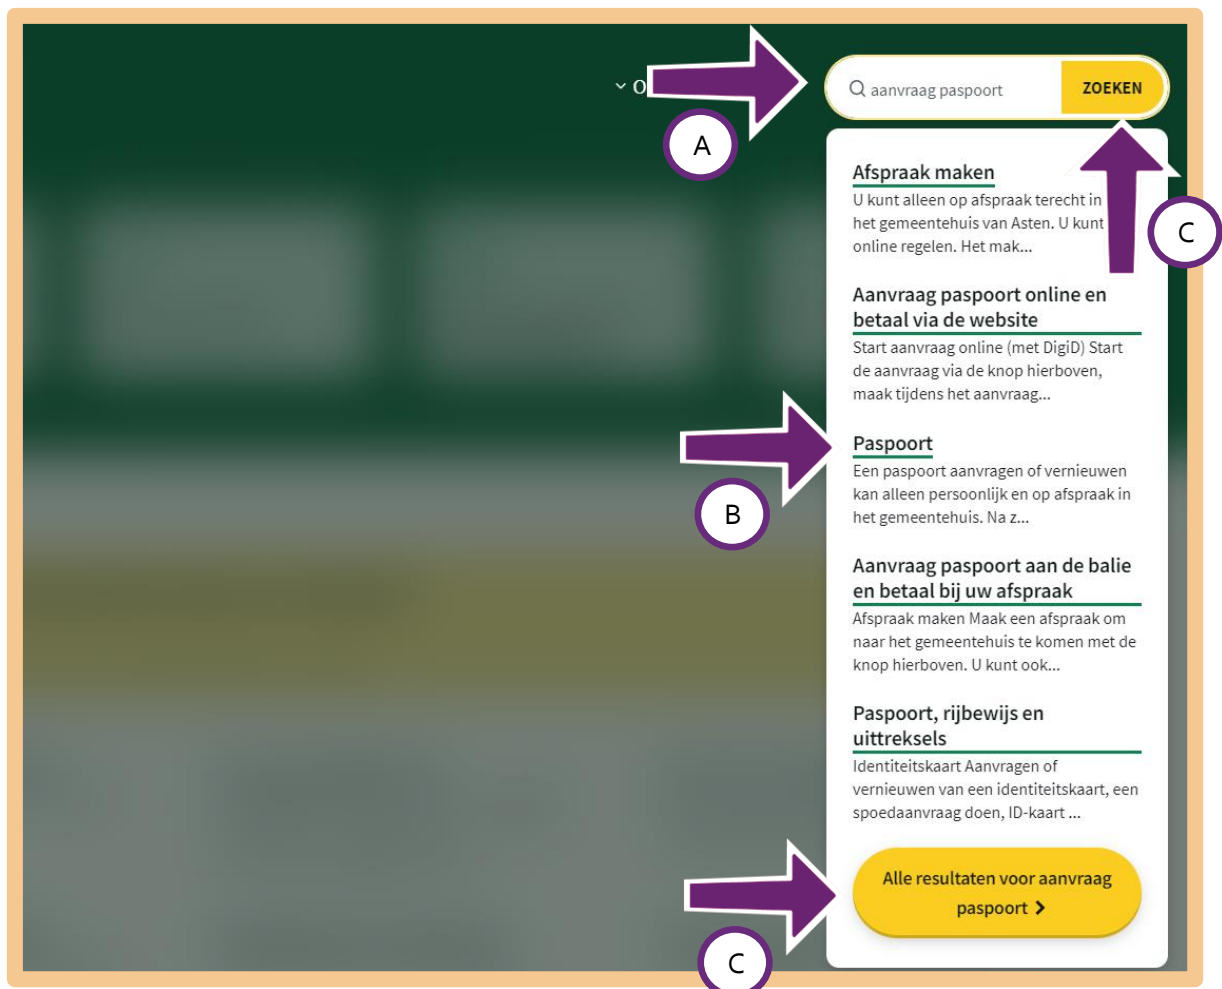 O
aanvraag paspoort
ZOEKEN
A
Afspraak maken
U kunt alleen op afspraak terecht in
het gemeentehuis van Asten. U kunt
online regelen. Het mak...
C
Aanvraag paspoort online en
betaal via de website
Start aanvraag online (met DigiD) Start
de aanvraag via de knop hierboven,
maak tijdens het aanvraag...
Paspoort
Een paspoort aanvragen of vernieuwen
kan alleen persoonlijk en op afspraak in
het gemeentehuis. Na z...
B
Aanvraag paspoort aan de balie
en betaal bij uw afspraak
Afspraak maken Maak een afspraak om
naar het gemeentehuis te komen met de
knop hierboven. U kunt ook...
Paspoort, rijbewijs en
uittreksels
Identiteitskaart Aanvragen of
vernieuwen van een identiteitskaart, een
spoedaanvraag doen, ID-kaart ...
Alle resultaten voor aanvraag
paspoort
C